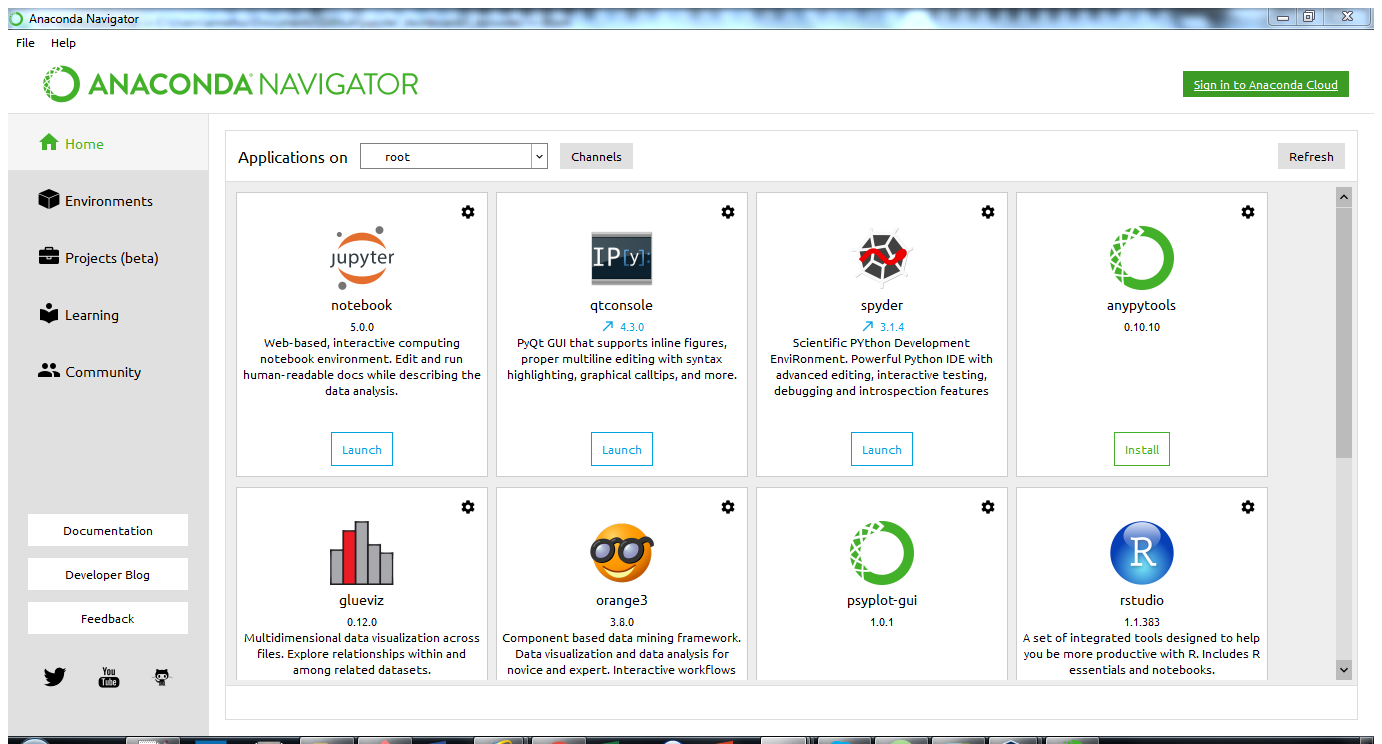 Anaconda Navigator
File Help
ANACONDA NAVIGATOR
Sign in to Anaconda Cloud
Home
Environments
Projects (beta)
Learning
Community
Documentation
Developer Blog
Feedback
You
Tube
Applications on root Channels Refresh
jupyter
notebook
5.0.0
Web-based, interactive computing
notebook environment. Edit and run
human-readable docs while describing the
data analysis.
Launch
IP[y]:
qtconsole
4.3.0
PyQt GUI that supports inline figures,
proper multiline editing with syntax
highlighting, graphical calltips, and more.
Launch
spyder
3.1.4
Scientific PYthon Development
EnviRonment. Powerful Python IDE with
advanced editing, interactive testing,
debugging and introspection features
Launch
anypytools
0.10.10
Install
glueviz
0.12.0
Multidimensional data visualization across
files. Explore relationships within and
among related datasets.
orange3
3.8.0
Component based data mining framework.
Data visualization and data analysis for
novice and expert. Interactive workflows
psyplot-gui
1.0.1
R
rstudio
1.1.383
A set of integrated tools designed to help
you be more productive with R. Includes R
essentials and notebooks.